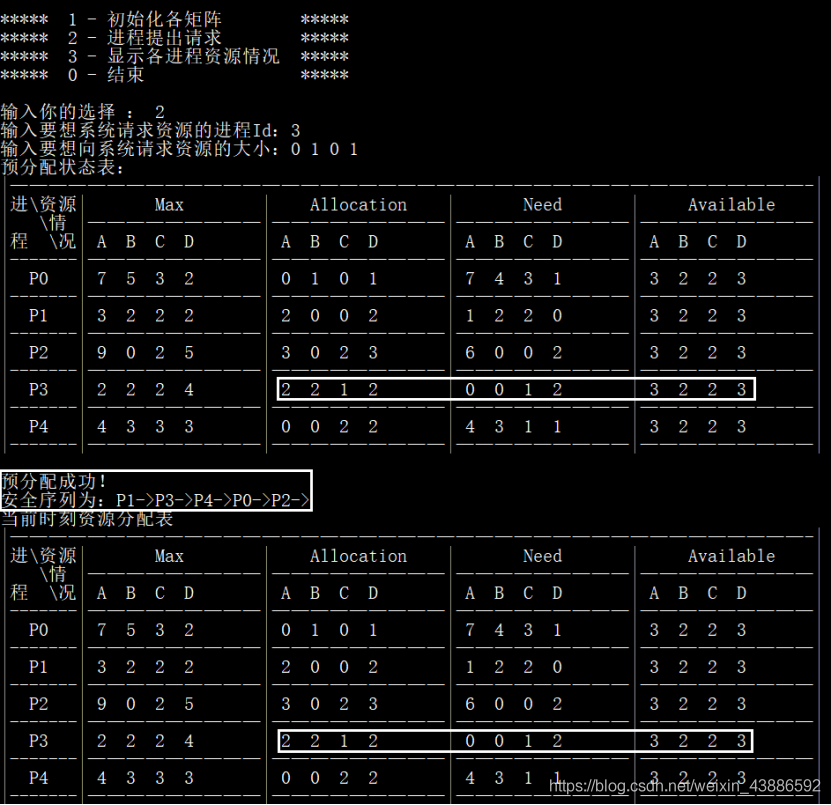 ***** 1 - 初始化各矩阵 *****
***** 2 - 进程提出请求 *****
***** 3 - 显示各进程资源情况 *****
***** 0 - 结束 *****
输入你的选择 : 2
输入要想系统请求资源的进程Id: 3
输入要想向系统请求资源的大小: 0 1 0 1
预分配状态表:
进\资源 Max Allocation Need Available
\情
程 \况 A B C D A B C D A B C D A B C D
P0 7 5 3 2 0 1 0 1 7 4 3 1 3 2 2 3
P1 3 2 2 2 2 0 0 2 1 2 2 0 3 2 2 3
P2 9 0 2 5 3 0 2 3 6 0 0 2 3 2 2 3
P3 2 2 2 4 2 2 1 2 0 0 1 2 3 2 2 3
P4 4 3 3 3 0 0 2 2 4 3 1 1 3 2 2 3
预分配成功!
安全序列为: P1->P3->P4->P0->P2->
当前时刻资源分配表
进\资源 Max Allocation Need Available
\情
程 \况 A B C D A B C D A B C D A B C D
P0 7 5 3 2 0 1 0 1 7 4 3 1 3 2 2 3
P1 3 2 2 2 2 0 0 2 1 2 2 0 3 2 2 3
P2 9 0 2 5 3 0 2 3 6 0 0 2 3 2 2 3
P3 2 2 2 4 2 2 1 2 0 0 1 2 3 2 2 3
P4 4 3 3 3 0 0 2 2 4 3 1 1 3 2 2 3
https://blog.csdn.net/weixin_43886592